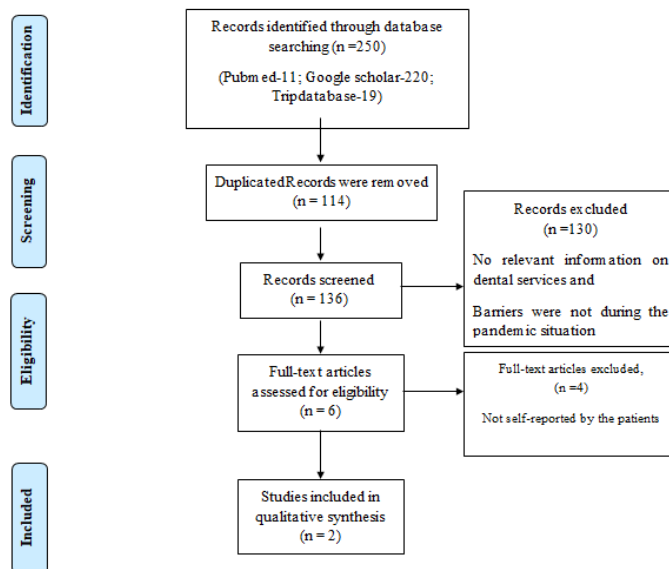 Identification
Records identified through database
searching (n =250)
(Pubmed-11; Google scholar-220;
Tripdatabase-19)
Screening
Duplicated Records were removed
(n = 114)
Records screened
(n = 136)
Records excluded
(n =130)
No relevant information on
dental services and
Barriers were not during the
pandemic situation
Eligibility
Full-text articles
assessed for eligibility
(n = 6)
Full-text articles excluded,
(n =4)
Not self-reported by the patients
Included
Studies included in
qualitative synthesis
(n = 2)